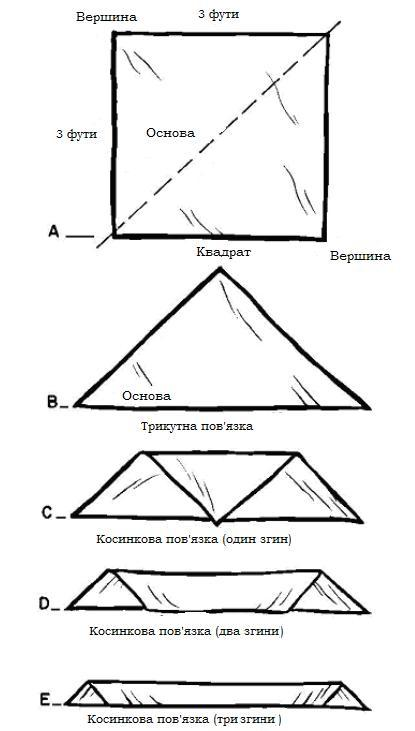 Вершина
3 фути
3 фути
Основа
А
Квадрат
Вершина
В
Основа
Трикутна пов'язка
С
Косинкова пов'язка (один згин)
D
Косинкова пов'язка (два згини)
Е
Косинкова пов'язка (три згини )